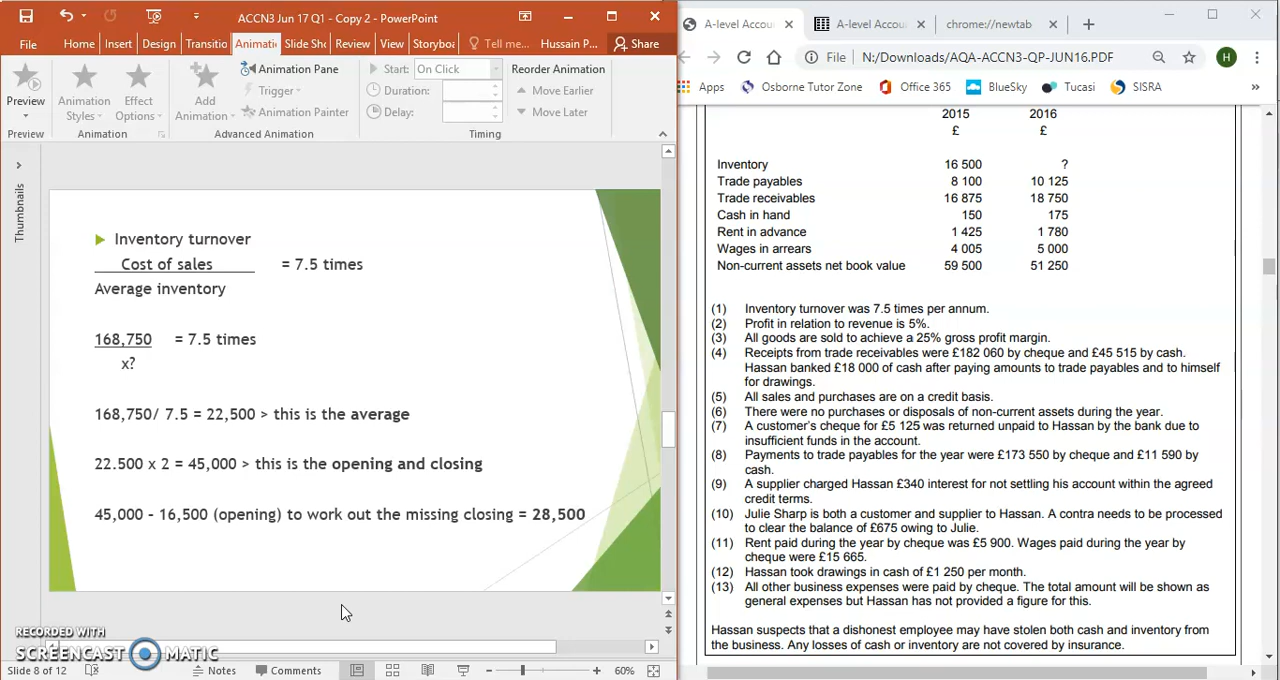 ACCN3 Jun 17 Q1 - Copy 2 - PowerPoint
File Home Insert Design Transitio Animati Slide Sho Review View Storybo Tell me... Hussain P... Share
Preview
Animation Styles
Effect Options
Add Animation
Animation Pane
Trigger
Animation Painter
Start: On Click
Duration:
Delay:
Reorder Animation
Move Earlier
Move Later
Preview Animation Advanced Animation Timing
Thumbnails
Inventory turnover
Cost of sales = 7.5 times
Average inventory
168,750 = 7.5 times
x?
168,750/ 7.5 = 22,500 > this is the average
22.500 x 2 = 45,000 > this is the opening and closing
45,000 – 16,500 (opening) to work out the missing closing = 28,500
RECORDED WITH
SCREENCAST MATIC
Slide 8 of 12 Notes Comments 60%
A-level Accou A-level Accou chrome://newtab
File N:/Downloads/AQA-ACCN3-QP-JUN16.PDF H
Apps Osborne Tutor Zone Office 365 BlueSky Tucasi SISRA »
2015 2016
£ £
Inventory 16 500 ?
Trade payables 8 100 10 125
Trade receivables 16 875 18 750
Cash in hand 150 175
Rent in advance 1 425 1 780
Wages in arrears 4 005 5 000
Non-current assets net book value 59 500 51 250
(1) Inventory turnover was 7.5 times per annum.
(2) Profit in relation to revenue is 5%.
(3) All goods are sold to achieve a 25% gross profit margin.
(4) Receipts from trade receivables were £182 060 by cheque and £45 515 by cash.
Hassan banked £18 000 of cash after paying amounts to trade payables and to himself
for drawings.
(5) All sales and purchases are on a credit basis.
(6) There were no purchases or disposals of non-current assets during the year.
(7) A customer's cheque for £5 125 was returned unpaid to Hassan by the bank due to
insufficient funds in the account.
(8) Payments to trade payables for the year were £173 550 by cheque and £11 590 by
cash.
(9) A supplier charged Hassan £340 interest for not settling his account within the agreed
credit terms.
(10) Julie Sharp is both a customer and supplier to Hassan. A contra needs to be processed
to clear the balance of £675 owing to Julie.
(11) Rent paid during the year by cheque was £5 900. Wages paid during the year by
cheque were £15 665.
(12) Hassan took drawings in cash of £1 250 per month.
(13) All other business expenses were paid by cheque. The total amount will be shown as
general expenses but Hassan has not provided a figure for this.
Hassan suspects that a dishonest employee may have stolen both cash and inventory from
the business. Any losses of cash or inventory are not covered by insurance.